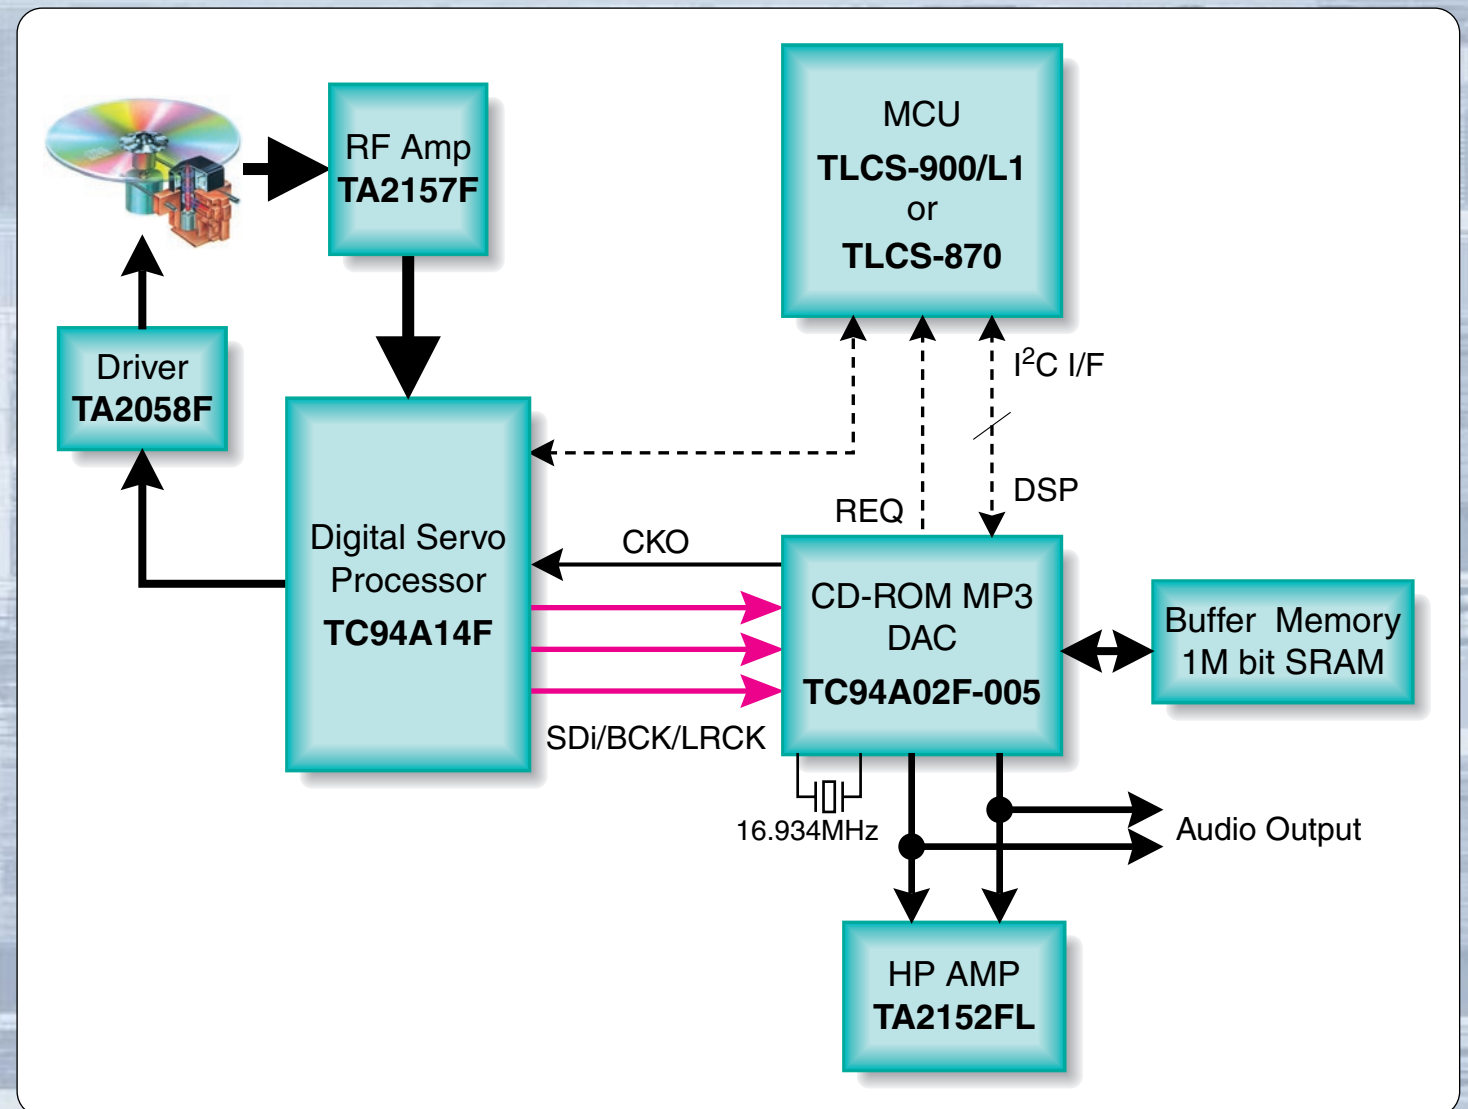 RF Amp
TA2157F
MCU
TLCS-900/L1
or
TLCS-870
Driver
TA2058F
I²C I/F
DSP
REQ
Digital Servo
Processor
TC94A14F
CKO
SDi/BCK/LRCK
CD-ROM MP3
DAC
TC94A02F-005
Buffer Memory
1M bit SRAM
16.934MHz
Audio Output
HP AMP
TA2152FL